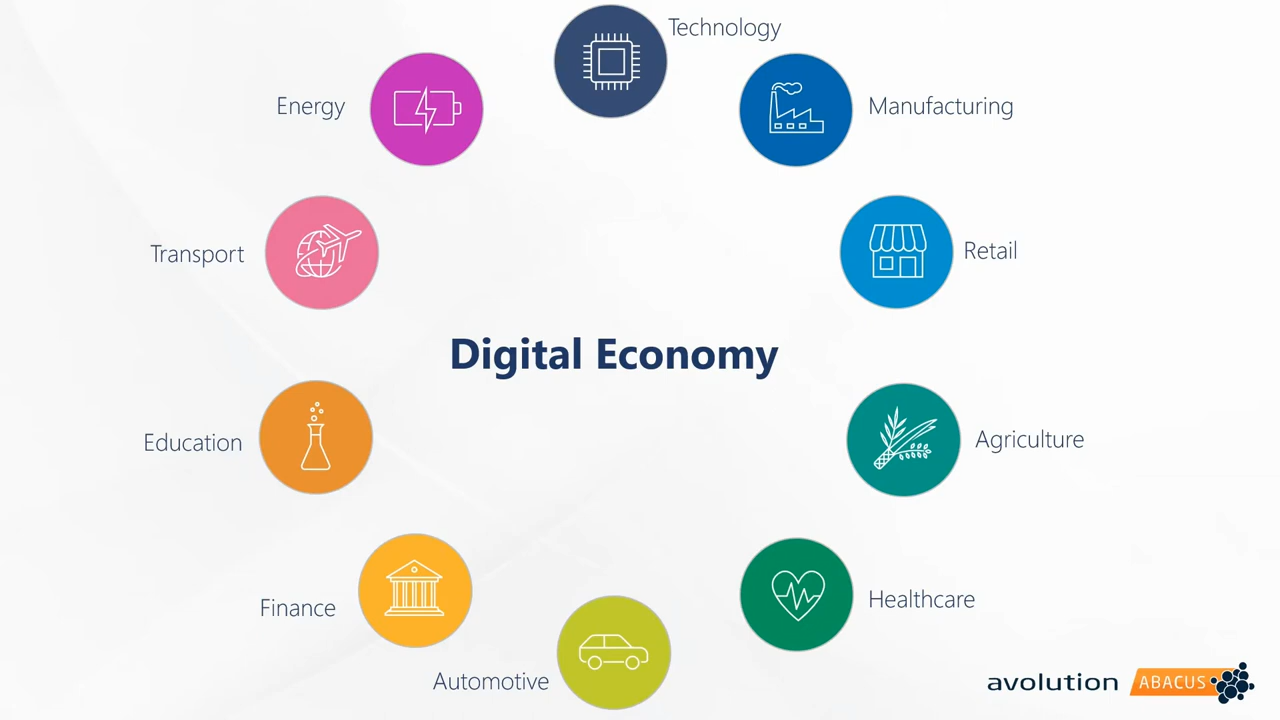 Technology
Energy
Manufacturing
Transport
Retail
Digital Economy
Education
Agriculture
Finance
Healthcare
Automotive
avolution ABACUS